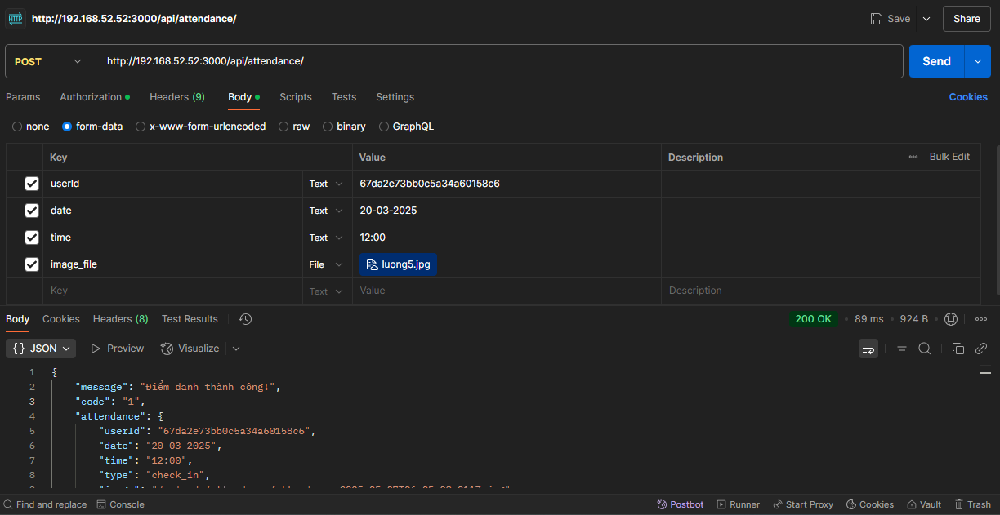 HTTP http://192.168.52.52:3000/api/attendance/ Save Share
POST http://192.168.52.52:3000/api/attendance/ Send
Params Authorization Headers (9) Body Scripts Tests Settings Cookies
none form-data x-www-form-urlencoded raw binary GraphQL
Key Value Description ••• Bulk Edit
userId Text 67da2e73bb0c5a34a60158c6
date Text 20-03-2025
time Text 12:00
image_file File luong5.jpg
Key Text Value Description
Body Cookies Headers (8) Test Results 200 OK • 89 ms • 924 B •
{} JSON Preview Visualize
1 {
2 "message": "Điểm danh thành công!",
3 "code": "1",
4 "attendance": {
5 "userId": "67da2e73bb0c5a34a60158c6",
6 "date": "20-03-2025",
7 "time": "12:00",
8 "type": "check_in",
Find and replace Console Postbot Runner Start Proxy Cookies Vault Trash